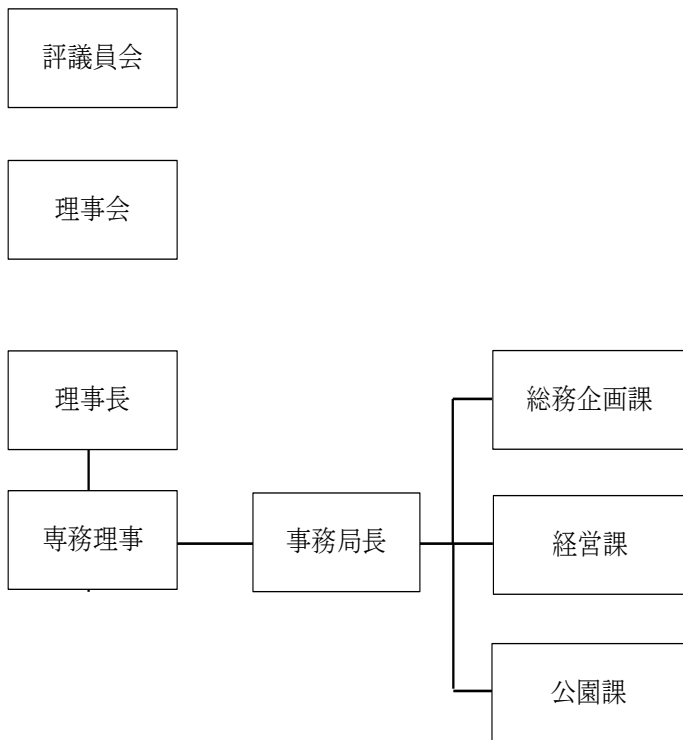 評議員会
理事会
理事長
専務理事
事務局長
総務企画課
経営課
公園課